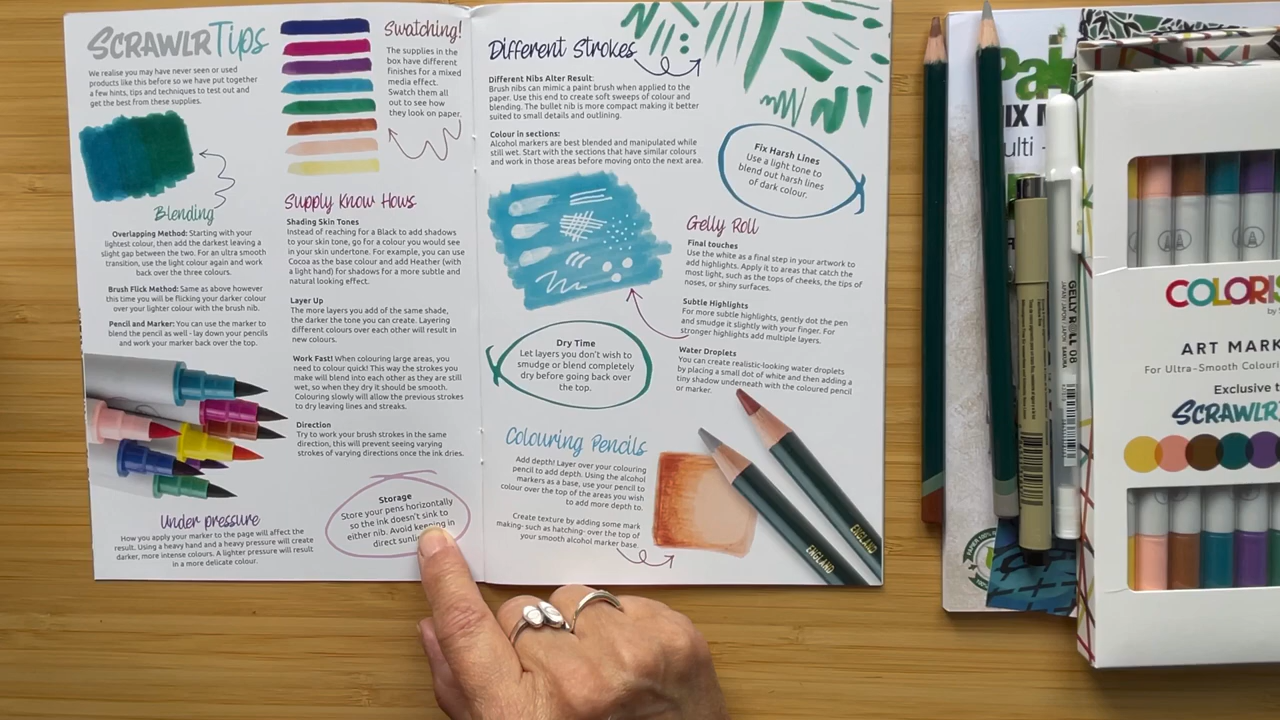 SCRAWLR Tips
We realise you may have never seen or used
products like this before so we have put together
a few hints, tips and techniques to test out and
get the best from these supplies.
Blending
Overlapping Method: Starting with your
lightest colour, then add the darkest leaving a
slight gap between the two. For an ultra smooth
transition, use the light colour again and work
back over the three colours.
Brush Flick Method: Same as above however
this time you will be flicking your darker colour
over your lighter colour with the brush nib.
Pencil and Marker: You can use the marker to
blend the pencil as well - lay down your pencils
and work your marker back over the top.
Under pressure
How you apply your marker to the page will affect the
result. Using a heavy hand and a heavy pressure will create
darker, more intense colours. A lighter pressure will result
in a more delicate colour.
Swatching!
The supplies in
the box have different
finishes for a mixed
media effect.
Swatch them all
out to see how
they look on paper.
Supply Know Hows
Shading Skin Tones
Instead of reaching for a Black to add shadows
to your skin tone, go for a colour you would see
in your skin undertone. For example, you can use
Cocoa as the base colour and add Heather (with
a light hand) for shadows for a more subtle and
natural looking effect.
Layer Up
The more layers you add of the same shade,
the darker the tone you can create. Layering
different colours over each other will result in
new colours.
Work Fast! When colouring large areas, you
need to colour quick! This way the strokes you
make will blend into each other as they are still
wet, so when they dry it should be smooth.
Colouring slowly will allow the previous strokes
to dry leaving lines and streaks.
Direction
Try to work your brush strokes in the same
direction, this will prevent seeing varying
strokes of varying directions once the ink dries.
Storage
Store your pens horizontally
so the ink doesn't sink to
either nib. Avoid keeping in
direct
Different Strokes
Different Nibs Alter Result:
Brush nibs can mimic a paint brush when applied to the
paper. Use this end to create soft sweeps of colour and
blending. The bullet nib is more compact making it better
suited to small details and outlining.
Colour in sections:
Alcohol markers are best blended and manipulated while
still wet. Start with the sections that have similar colours
and work in those areas before moving onto the next area.
Fix Harsh Lines
Use a light tone to
blend out harsh lines
of dark colour.
Gelly Roll
Final touches
Use the white as a final step in your artwork to
add highlights. Apply it to areas that catch the
most light, such as the tops of cheeks, the tips of
noses, or shiny surfaces.
Subtle Highlights
For more subtle highlights, gently dot the pen
and smudge it slightly with your finger. For
stronger highlights add multiple layers.
Water Droplets
You can create realistic-looking water droplets
by placing a small dot of white and then adding a
tiny shadow underneath with the coloured pencil
or marker.
Dry Time
Let layers you don't wish to
smudge or blend completely
dry before going back over
the top.
Colouring Pencils
Add depth! Layer over your colouring
pencil to add depth. Using the alcohol
markers as a base, use your pencil to
colour over the top of the areas you wish
to add more depth to.
Create texture by adding some mark
making- such as hatching- over the top of
your smooth alcohol marker base.
ENGLAND
ENGLAND
GELLY ROLL 08
COLORIS
by
ART MARK
For Ultra-Smooth Colouri
Exclusive t
SCRAWLR